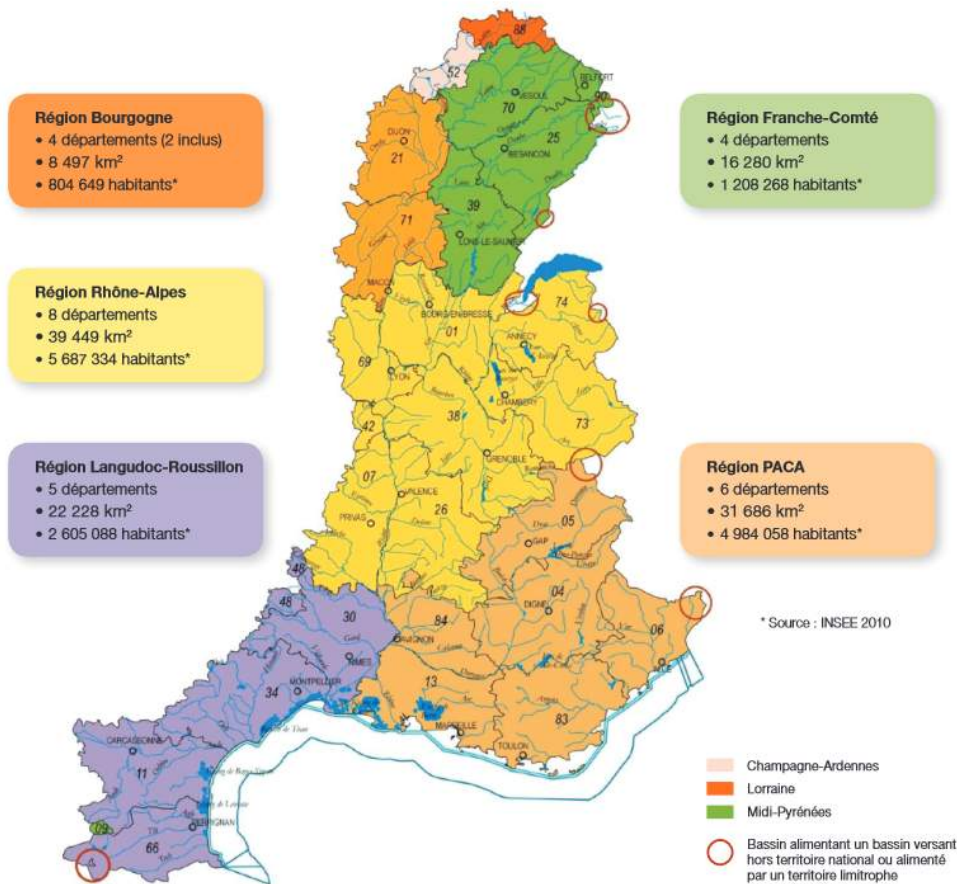 Région Bourgogne
• 4 départements (2 inclus)
• 8 497 km²
• 804 649 habitants*
Région Franche-Comté
• 4 départements
• 16 280 km²
• 1 208 268 habitants*
Région Rhône-Alpes
• 8 départements
• 39 449 km²
• 5 687 334 habitants*
Région Langudoc-Roussillon
• 5 départements
• 22 228 km²
• 2 605 088 habitants*
Région PACA
• 6 départements
• 31 686 km²
• 4 984 058 habitants*
* Source : INSEE 2010
88
52
BELFORT
90
70
25
DIJON
21
BESANCON
39
71
LONS-LE-SAUNIER
MACON
BOURG/EN/BRESSE
01
74
ANNECY
69
LYON
CHAMBERY
38
73
42
GRENOBLE
07
VALENCE
26
PRIVAS
05
GAP
48
48
30
84
DIGNE
04
06
AVIGNON
NIMES
NICE
34
MONTPELLIER
13
83
MARSEILLE
TOULON
CARCASSONNE
11
09
PERPIGNAN
66
Champagne-Ardennes
Lorraine
Midi-Pyrénées
Bassin alimentant un bassin versant
hors territoire national ou alimenté
par un territoire limitrophe